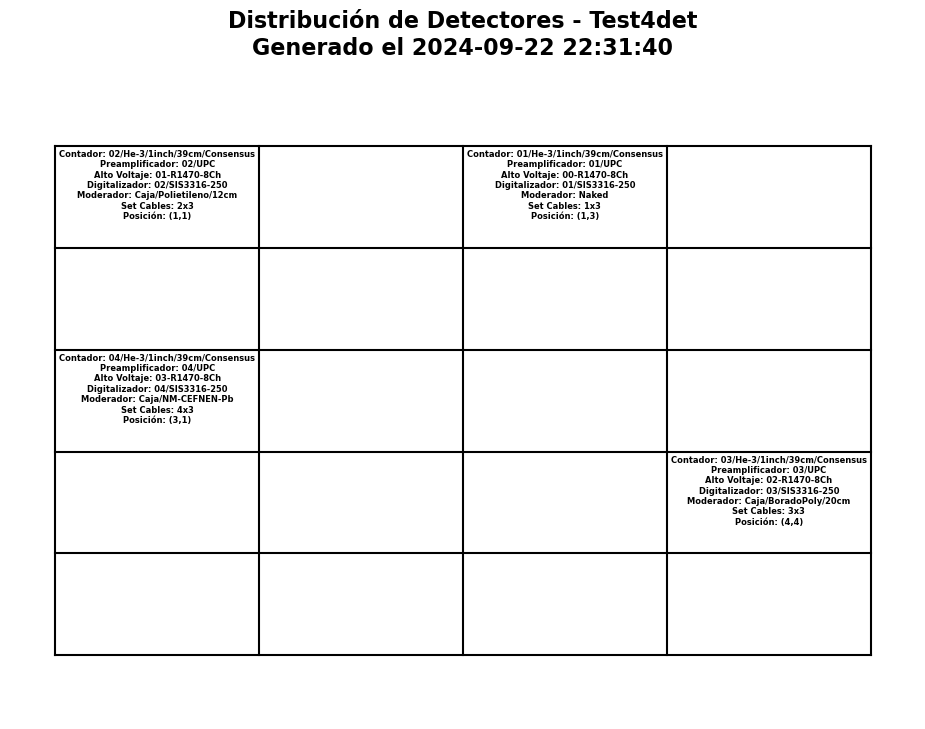 Distribución de Detectores - Test4det
Generado el 2024-09-22 22:31:40
Contador: 02/He-3/1inch/39cm/Consensus
Preamplificador: 02/UPC
Alto Voltaje: 01-R1470-8Ch
Digitalizador: 02/SIS3316-250
Moderador: Caja/Polietileno/12cm
Set Cables: 2x3
Posición: (1,1)
Contador: 01/He-3/1inch/39cm/Consensus
Preamplificador: 01/UPC
Alto Voltaje: 00-R1470-8Ch
Digitalizador: 01/SIS3316-250
Moderador: Naked
Set Cables: 1x3
Posición: (1,3)
Contador: 04/He-3/1inch/39cm/Consensus
Preamplificador: 04/UPC
Alto Voltaje: 03-R1470-8Ch
Digitalizador: 04/SIS3316-250
Moderador: Caja/NM-CEFNEN-Pb
Set Cables: 4x3
Posición: (3,1)
Contador: 03/He-3/1inch/39cm/Consensus
Preamplificador: 03/UPC
Alto Voltaje: 02-R1470-8Ch
Digitalizador: 03/SIS3316-250
Moderador: Caja/BoradoPoly/20cm
Set Cables: 3x3
Posición: (4,4)